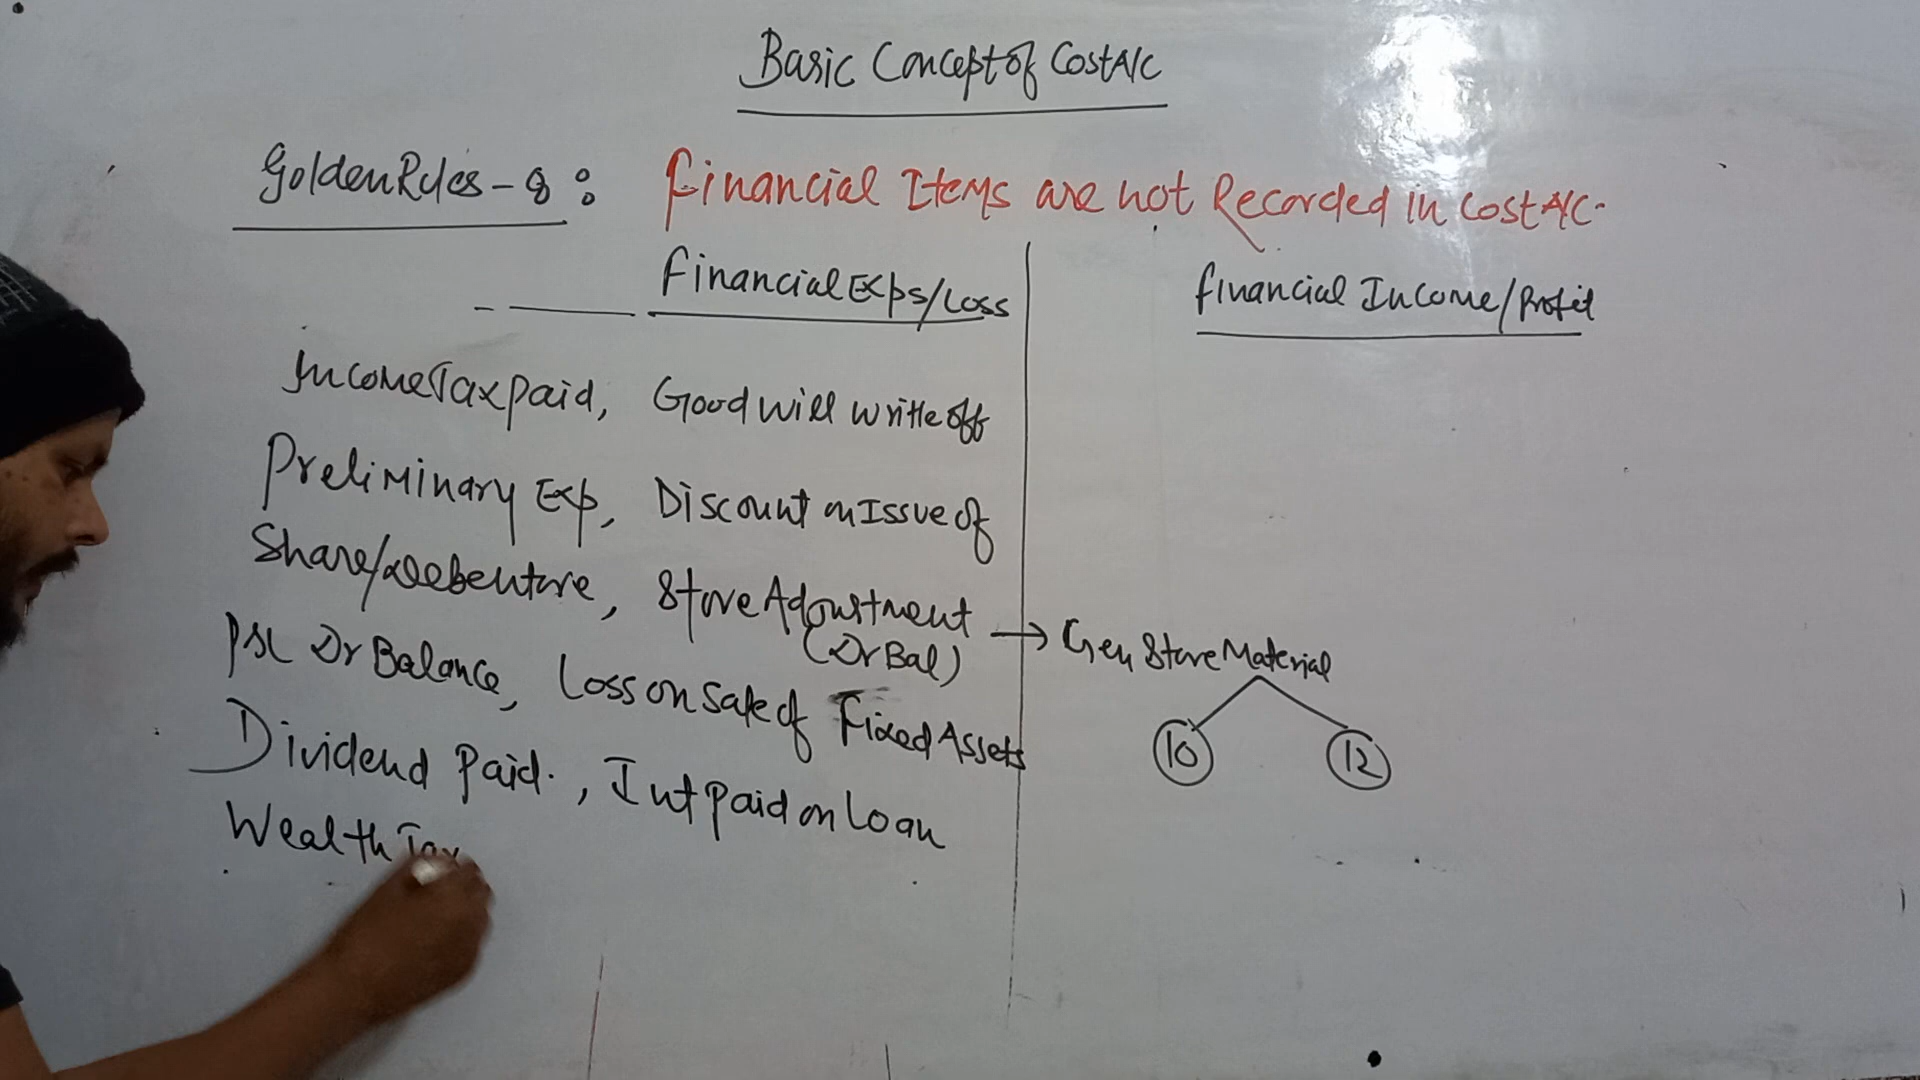 Basic Concept of Cost A/C
Golden Rules - 8 :
Financial Items are not Recorded in Cost A/C.
Financial Exps/Loss
Income Tax paid, Goodwill writte off
Preliminary Exp, Discount on Issue of
Share/Debenture, Store Adjustment
(Dr Bal)
P&L Dr Balance, Loss on Sale of Fixed Assets
Dividend Paid., Int paid on Loan
Wealth Tax
Financial Income/Profit
→ Gen Store Material
10 12